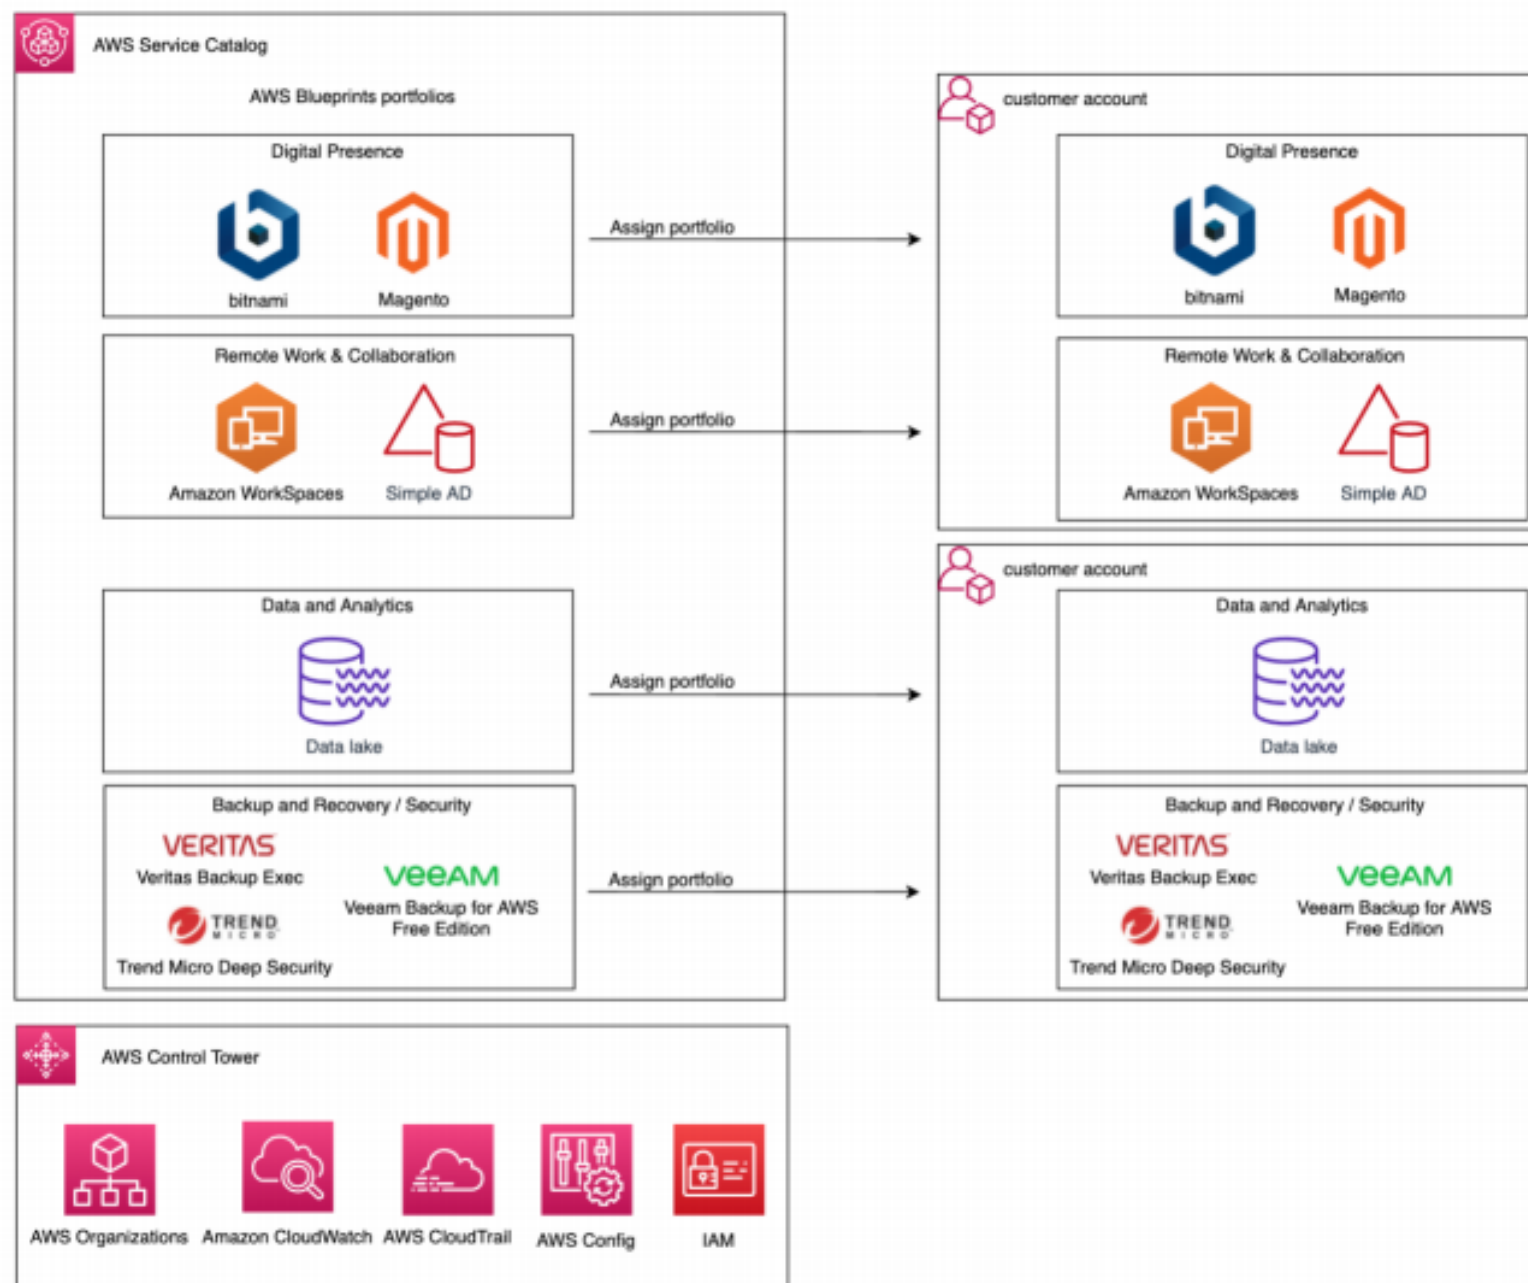 AWS Service Catalog
AWS Blueprints portfolios
Digital Presence
bitnami
Magento
Assign portfolio
Remote Work & Collaboration
Amazon WorkSpaces
Simple AD
Assign portfolio
Data and Analytics
Data lake
Assign portfolio
Backup and Recovery / Security
VERITAS
Veritas Backup Exec
veeAM
Veeam Backup for AWS
Free Edition
TREND
MICRO
Trend Micro Deep Security
Assign portfolio
customer account
Digital Presence
bitnami
Magento
Remote Work & Collaboration
Amazon WorkSpaces
Simple AD
customer account
Data and Analytics
Data lake
Backup and Recovery / Security
VERITAS
Veritas Backup Exec
veeAM
Veeam Backup for AWS
Free Edition
TREND
MICRO
Trend Micro Deep Security
AWS Control Tower
AWS Organizations
Amazon CloudWatch
AWS CloudTrail
AWS Config
IAM